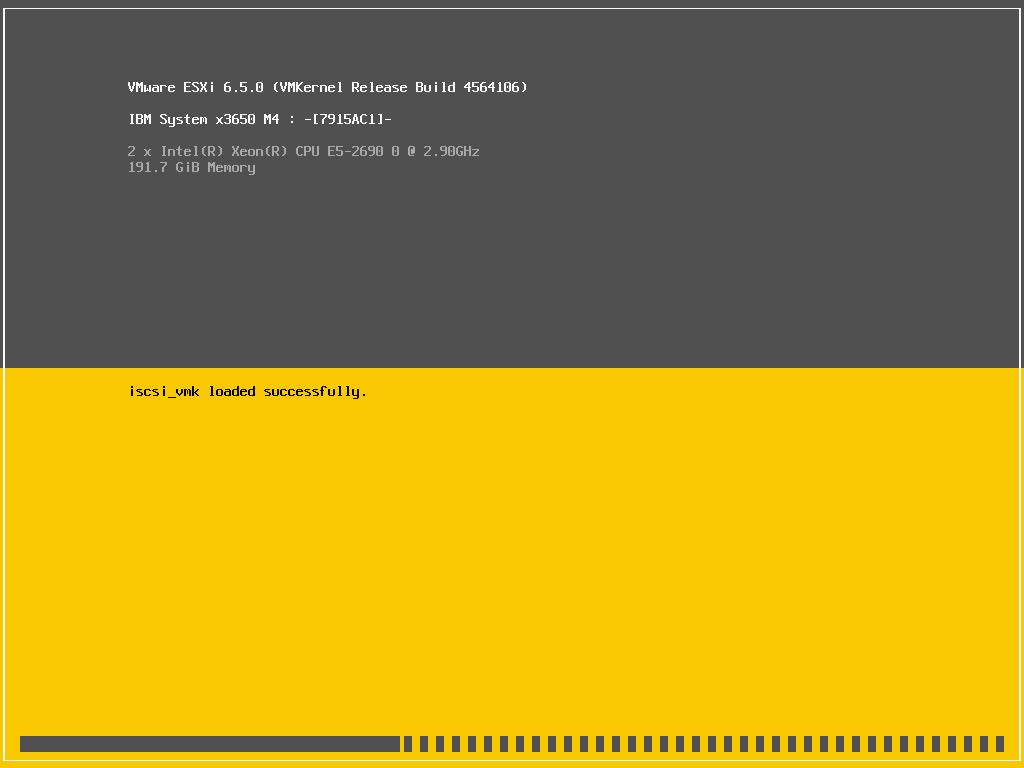 VMware ESXi 6.5.0 (VMKernel Release Build 4564106)
IBM System x3650 M4 : -[7915AC1]-
2 x Intel(R) Xeon(R) CPU E5-2690 0 @ 2.90GHz
191.7 GiB Memory
iscsi_vmk loaded successfully.